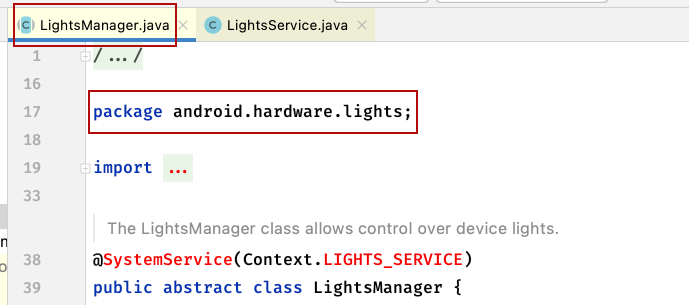 LightsManager.java
LightsService.java
1 /.../
16
17 package android.hardware.lights;
18
19 import ...
33
The LightsManager class allows control over device lights.
38 @SystemService(Context.LIGHTS_SERVICE)
39 public abstract class LightsManager {